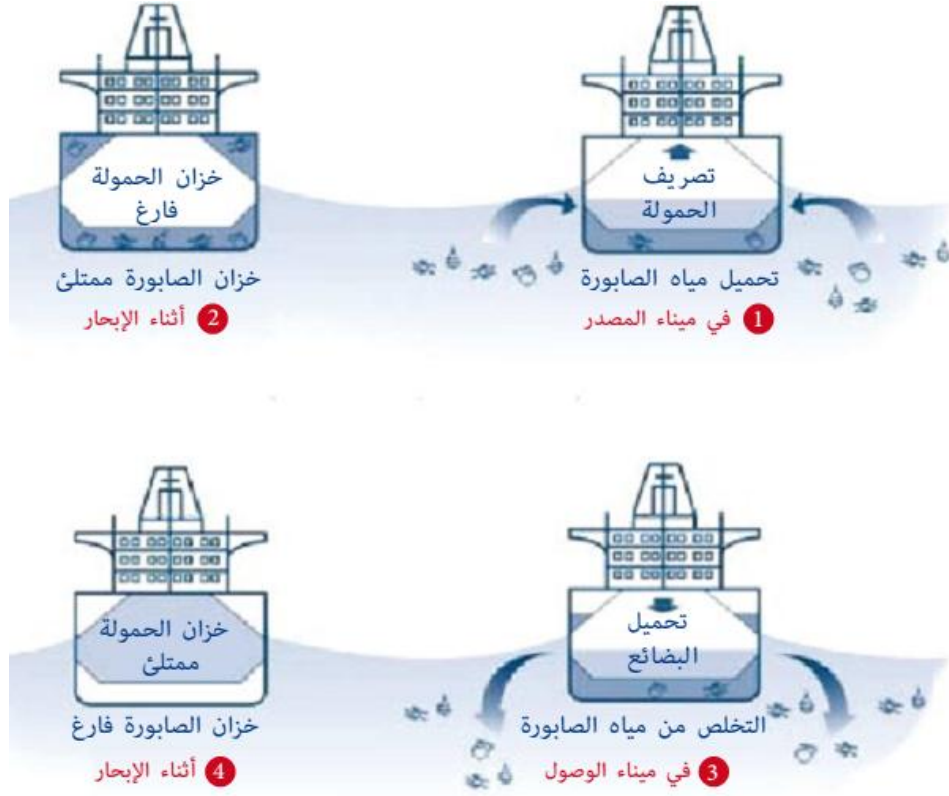 تصريف
الحمولة
تحميل مياه الصابورة
1 في ميناء المصدر
خزان الحمولة
فارغ
خزان الصابورة ممتلئ
2 أثناء الإبحار
تحميل
البضائع
التخلص من مياه الصابورة
3 في ميناء الوصول
خزان الحمولة
ممتلئ
خزان الصابورة فارغ
4 أثناء الإبحار